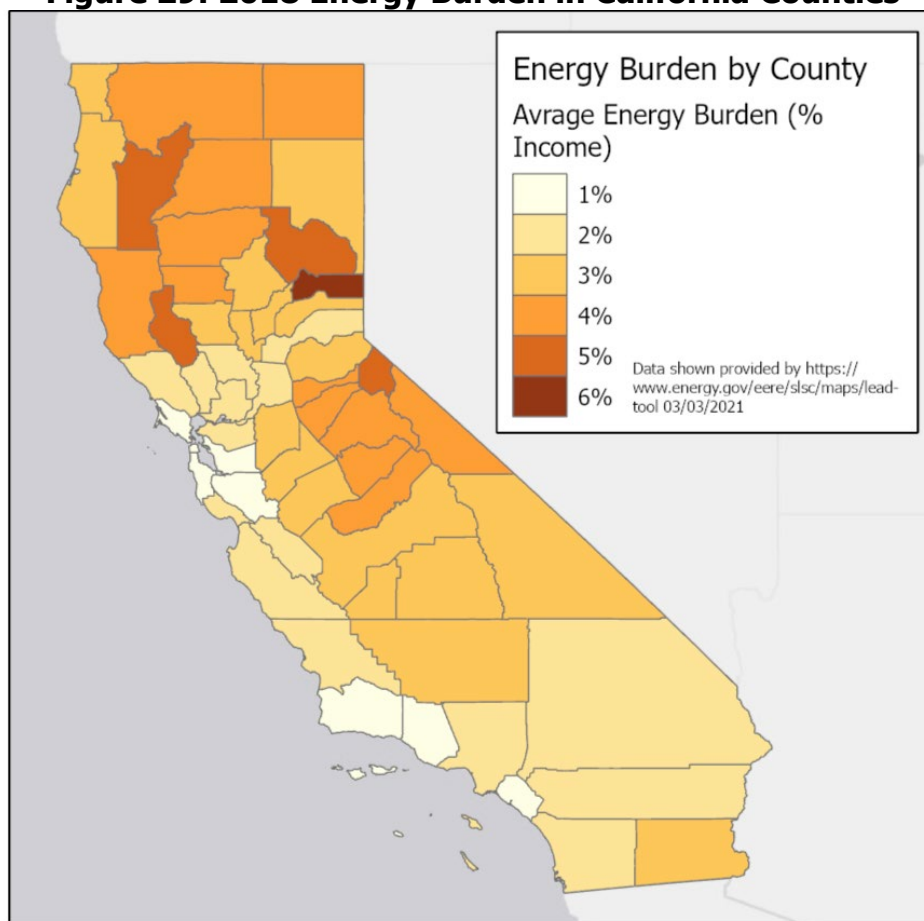 Figure 29: 2018 Energy Burden in California Counties
Energy Burden by County
Avrage Energy Burden (%
Income)
1%
2%
3%
4%
5%
6%
Data shown provided by https://
www.energy.gov/eere/slsc/maps/lead-
tool 03/03/2021